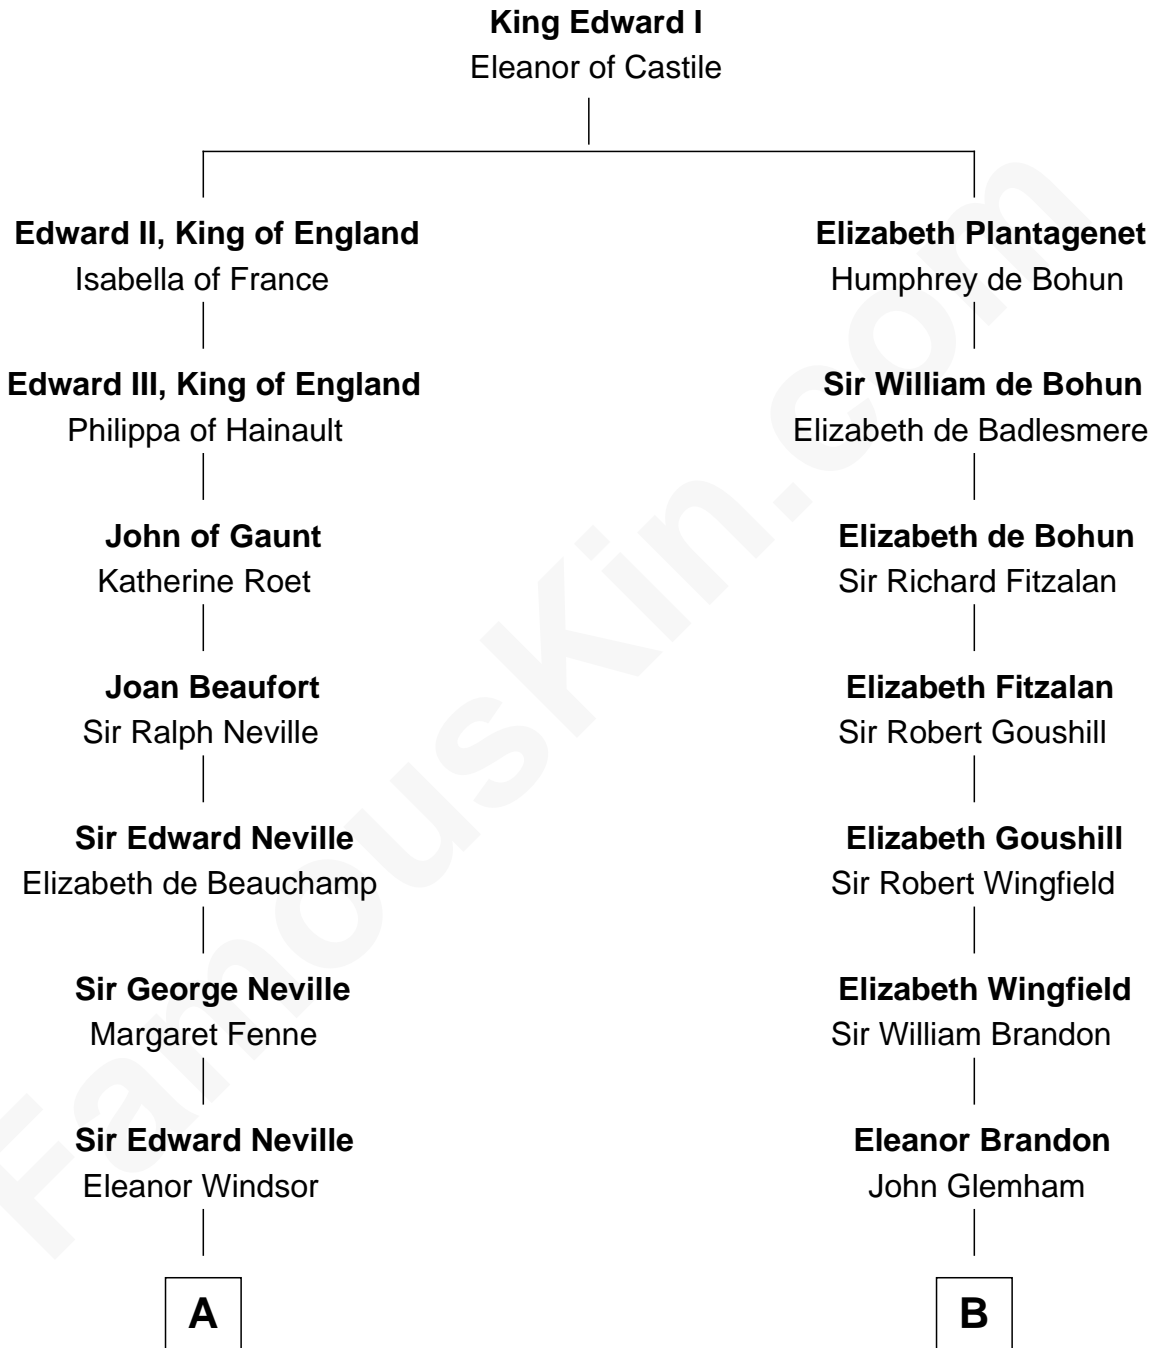 King Edward I
Eleanor of Castile
Edward II, King of England
Isabella of France
Edward III, King of England
Philippa of Hainault
John of Gaunt
Katherine Roet
Joan Beaufort
Sir Ralph Neville
Sir Edward Neville
Elizabeth de Beauchamp
Sir George Neville
Margaret Fenne
Sir Edward Neville
Eleanor Windsor
A
Elizabeth Plantagenet
Humphrey de Bohun
Sir William de Bohun
Elizabeth de Badlesmere
Elizabeth de Bohun
Sir Richard Fitzalan
Elizabeth Fitzalan
Sir Robert Goushill
Elizabeth Goushill
Sir Robert Wingfield
Elizabeth Wingfield
Sir William Brandon
Eleanor Brandon
John Glemham
B
FamousKin.com